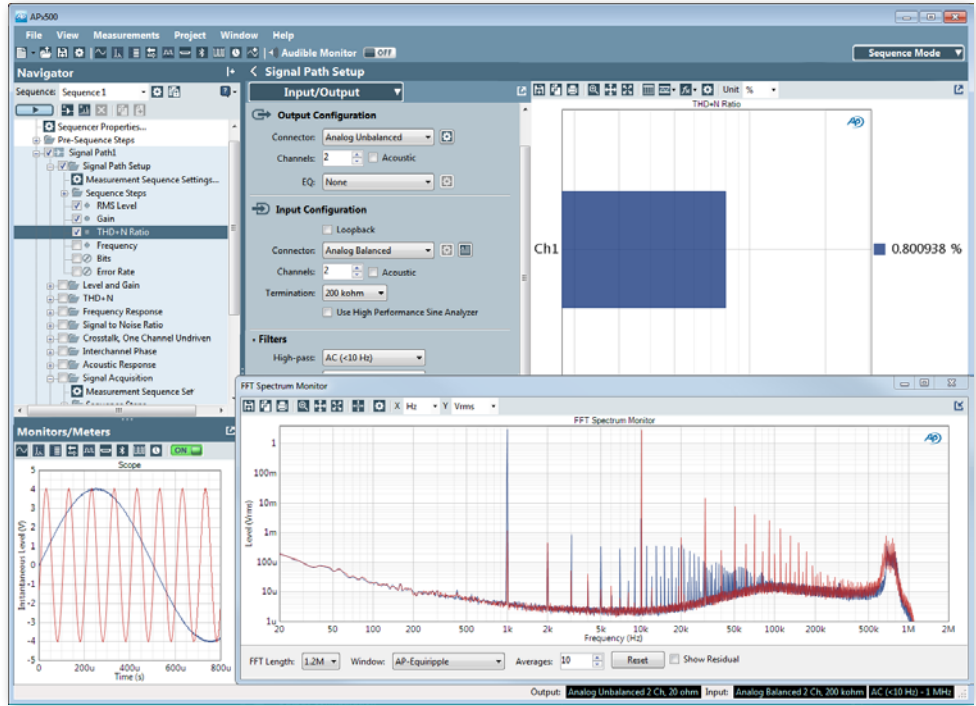 APx500
File View Measurements Project Window Help
Audible Monitor OFF
Sequence Mode
Navigator
Sequence: Sequence 1
Sequencer Properties...
Pre-Sequence Steps
Signal Path1
Signal Path Setup
Measurement Sequence Settings...
Sequence Steps
RMS Level
Gain
THD+N Ratio
Frequency
Bits
Error Rate
Level and Gain
THD+N
Frequency Response
Signal to Noise Ratio
Crosstalk, One Channel Undriven
Interchannel Phase
Acoustic Response
Signal Acquisition
Measurement Sequence Set
Signal Path Setup
Input/Output
Output Configuration
Connector: Analog Unbalanced
Channels: 2 Acoustic
EQ: None
Input Configuration
Loopback
Connector: Analog Balanced
Channels: 2 Acoustic
Termination: 200 kohm
Use High Performance Sine Analyzer
Filters
High-pass: AC (<10 Hz)
Unit %
THD+N Ratio
AP
Ch1
0.800938 %
Monitors/Meters
ON
Scope
5
4
3
2
1
0
-1
-2
-3
-4
-5
Instantaneous Level (V)
0 200u 400u 600u 800u
Time (s)
FFT Spectrum Monitor
X Hz Y Vrms
FFT Spectrum Monitor
AP
1
100m
10m
1m
100u
10u
1u
Level (Vrms)
20 50 100 200 500 1k 2k 5k 10k 20k 50k 100k 200k 500k 1M 2M
Frequency (Hz)
FFT Length: 1.2M Window: AP-Equiripple Averages: 10 Reset Show Residual
Output: Analog Unbalanced 2 Ch, 20 ohm Input: Analog Balanced 2 Ch, 200 kohm AC (<10 Hz) - 1 MHz